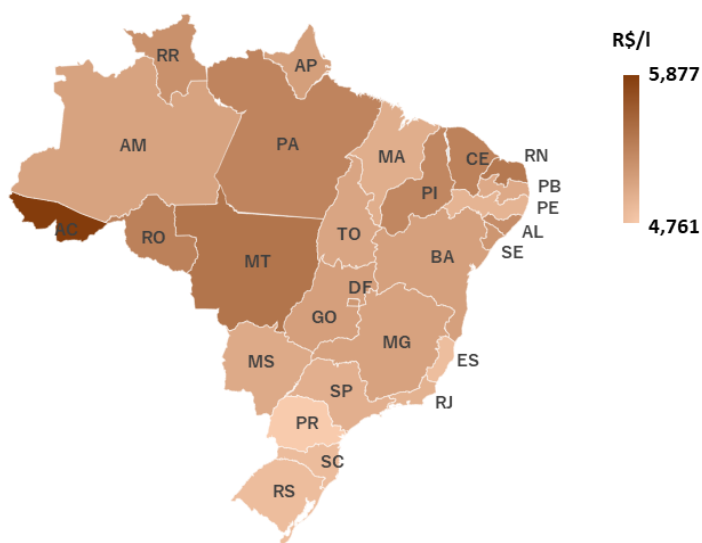 R$/l
5,877
4,761
RR
AP
AM
PA
MA
CE
RN
PI
PB
PE
AL
SE
AC
RO
TO
MT
BA
DF
GO
MG
MS
ES
SP
RJ
PR
SC
RS